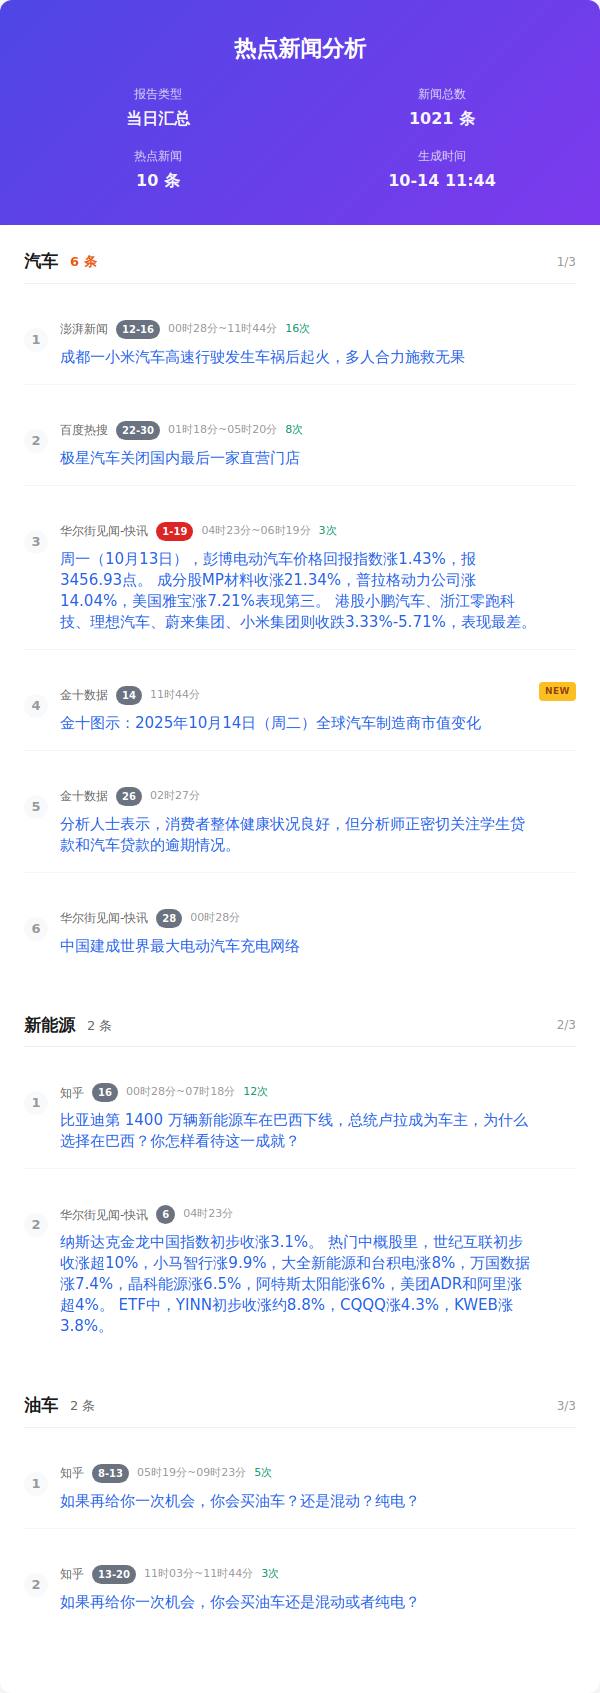 热点新闻分析
报告类型
当日汇总
新闻总数
1021 条
热点新闻
10 条
生成时间
10-14 11:44
汽车 6 条 1/3
1
澎湃新闻 12-16 00时28分~11时44分 16次
成都一小米汽车高速行驶发生车祸后起火，多人合力施救无果
2
百度热搜 22-30 01时18分~05时20分 8次
极星汽车关闭国内最后一家直营门店
3
华尔街见闻-快讯 1-19 04时23分~06时19分 3次
周一（10月13日），彭博电动汽车价格回报指数涨1.43%，报
3456.93点。 成分股MP材料收涨21.34%，普拉格动力公司涨
14.04%，美国雅宝涨7.21%表现第三。 港股小鹏汽车、浙江零跑科
技、理想汽车、蔚来集团、小米集团则收跌3.33%-5.71%，表现最差。
4
金十数据 14 11时44分 NEW
金十图示：2025年10月14日（周二）全球汽车制造商市值变化
5
金十数据 26 02时27分
分析人士表示，消费者整体健康状况良好，但分析师正密切关注学生贷
款和汽车贷款的逾期情况。
6
华尔街见闻-快讯 28 00时28分
中国建成世界最大电动汽车充电网络
新能源 2 条 2/3
1
知乎 16 00时28分~07时18分 12次
比亚迪第 1400 万辆新能源车在巴西下线，总统卢拉成为车主，为什么
选择在巴西？你怎样看待这一成就？
2
华尔街见闻-快讯 6 04时23分
纳斯达克金龙中国指数初步收涨3.1%。 热门中概股里，世纪互联初步
收涨超10%，小马智行涨9.9%，大全新能源和台积电涨8%，万国数据
涨7.4%，晶科能源涨6.5%，阿特斯太阳能涨6%，美团ADR和阿里涨
超4%。 ETF中，YINN初步收涨约8.8%，CQQQ涨4.3%，KWEB涨
3.8%。
油车 2 条 3/3
1
知乎 8-13 05时19分~09时23分 5次
如果再给你一次机会，你会买油车？还是混动？纯电？
2
知乎 13-20 11时03分~11时44分 3次
如果再给你一次机会，你会买油车还是混动或者纯电？